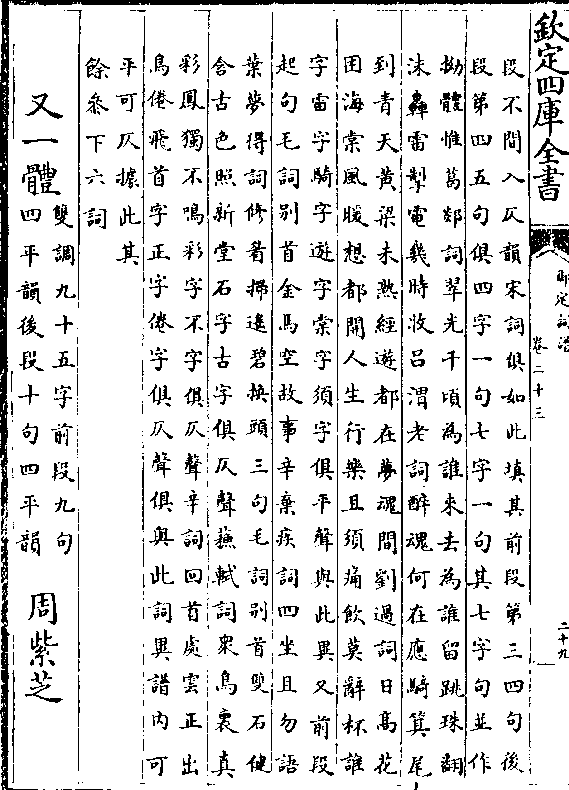 欽定四庫全書
御定詞譜
卷二十三
二十九
段不間入仄韻宋詞俱如此填其前段第三四句後
段第四五句俱四字一句七字一句其七字句並作
拗體惟葛郯詞翠光千頃為誰來去為誰留跳珠翻
沫轟雷掣電幾時收呂渭老詞醉魂何在應騎箕尾
到青天黃粱未熟經遊都在夢魂間劉過詞日髙花
困海棠風暖想都開人生行樂且須痛飲莫辭杯誰
字雷字騎字遊字棠字須字俱平聲與此異又前段
起句毛詞别首金馬空故事辛棄疾詞四坐且勿語
葉夢得詞修眷掃遙碧換頭三句毛詞别首雙石健
含古色照新堂石字古字俱仄聲蘇軾詞衆鳥裏真
彩鳳獨不鳴彩字不字俱仄聲辛詞回首處雲正出
鳥倦飛首字正字倦字俱仄聲俱與此詞異譜内可
平可仄據此其
餘叅下六詞
又一體
雙調九十五字前段九句
四平韻後段十句四平韻
周紫芝